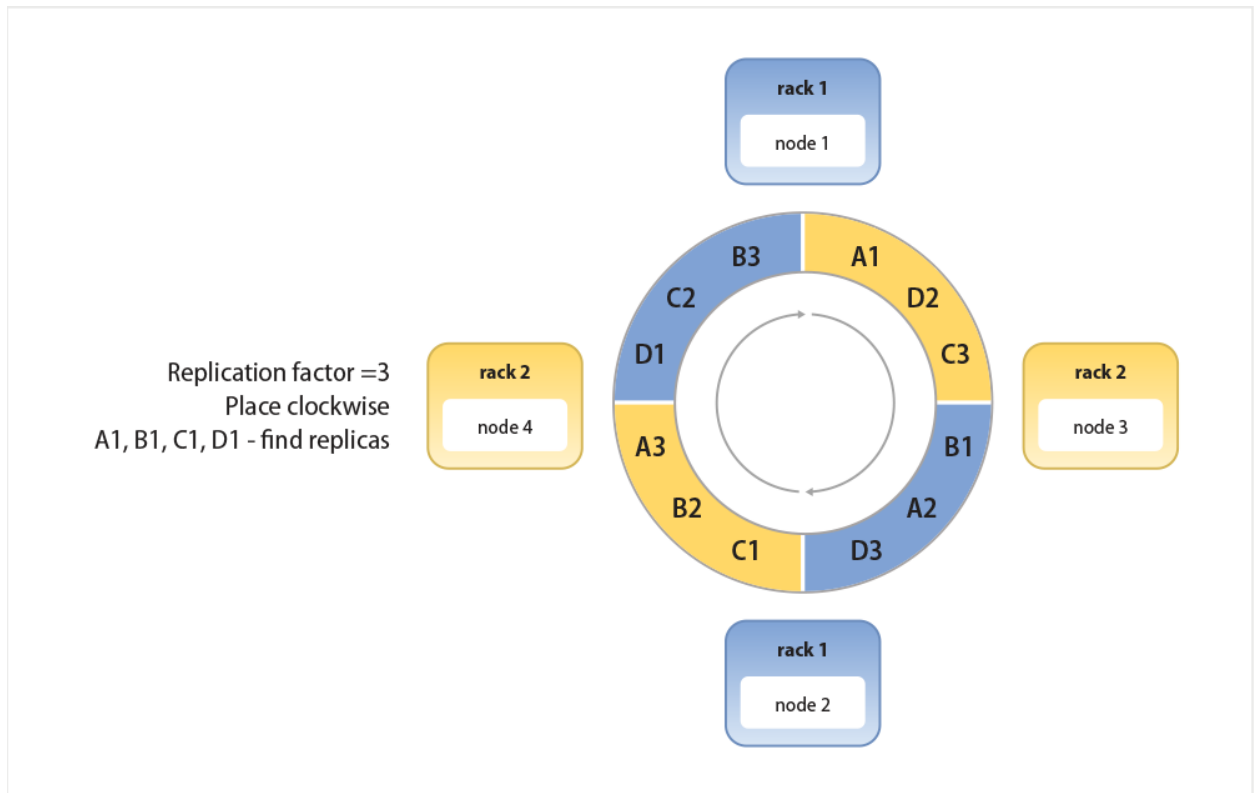 rack 1
node 1
B3
A1
C2
D2
D1
C3
Replication factor =3
Place clockwise
A1, B1, C1, D1 - find replicas
rack 2
node 4
rack 2
node 3
A3
B1
B2
A2
C1
D3
rack 1
node 2